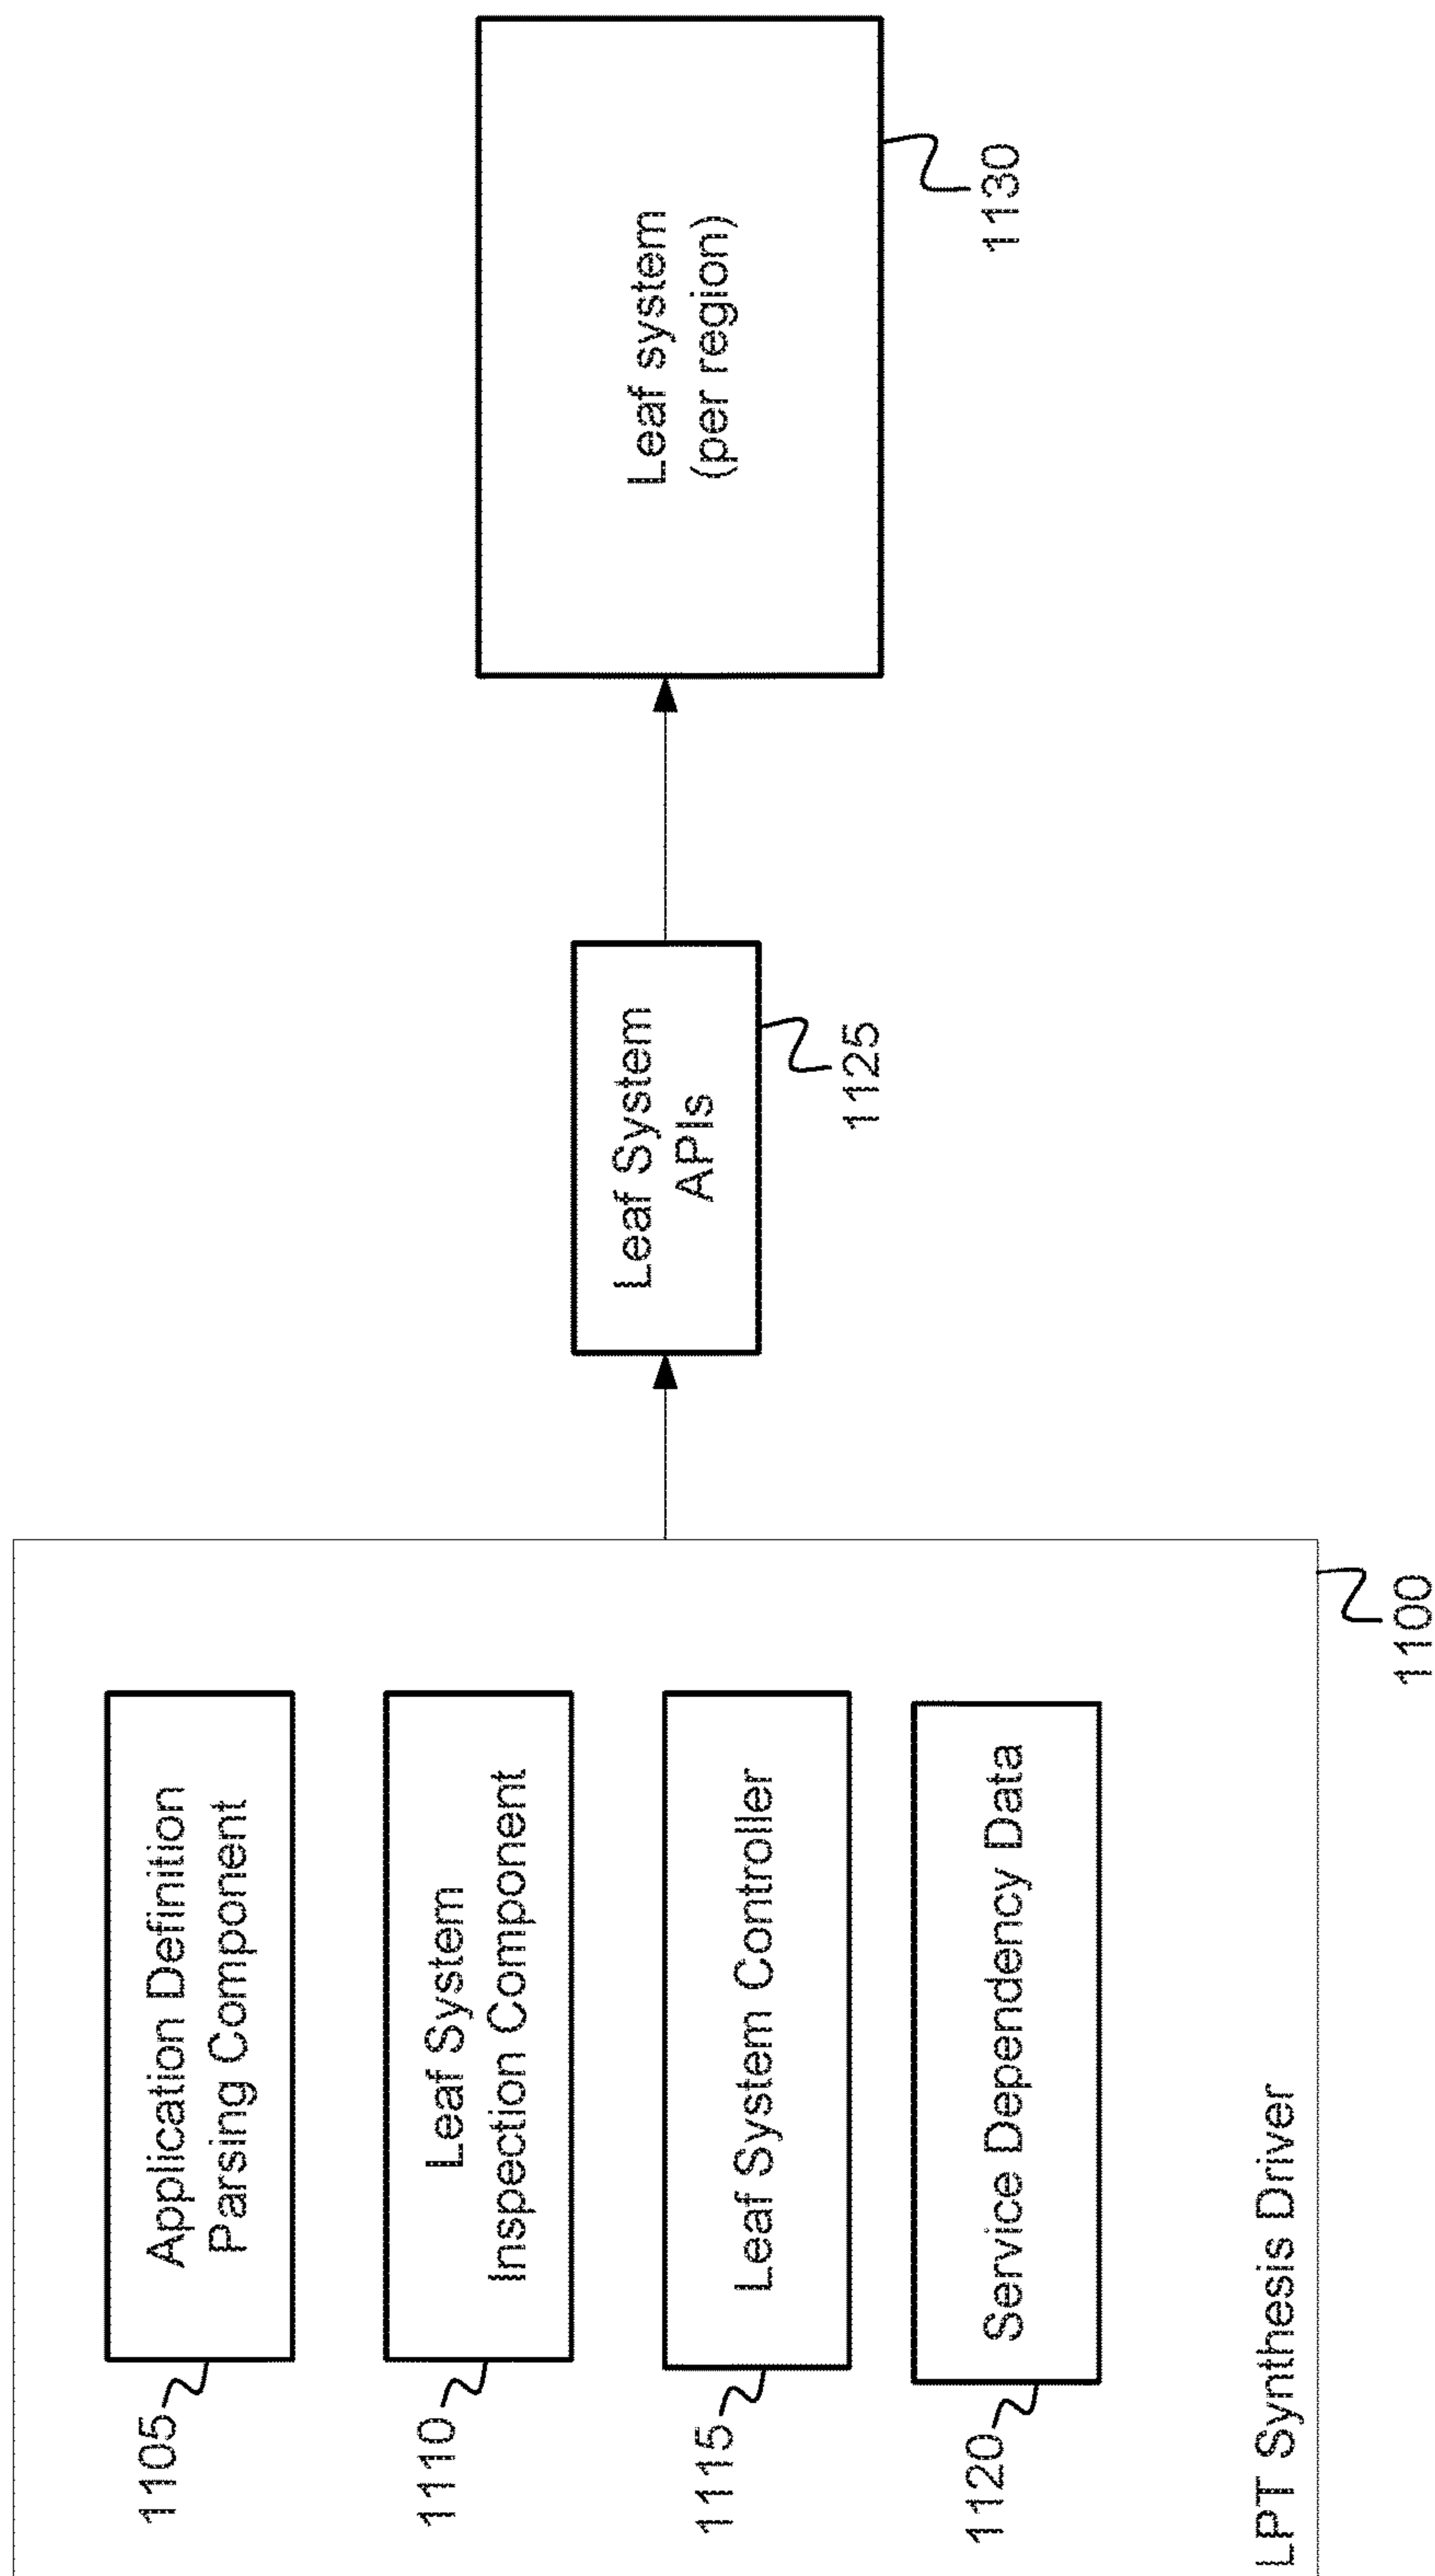 1105
Application Definition
Parsing Component
1110
Leaf System
Inspection Component
1115
Leaf System Controller
1120
Service Dependency Data
LPT Synthesis Driver
1100
Leaf System
APIs
1125
Leaf system
(per region)
1130